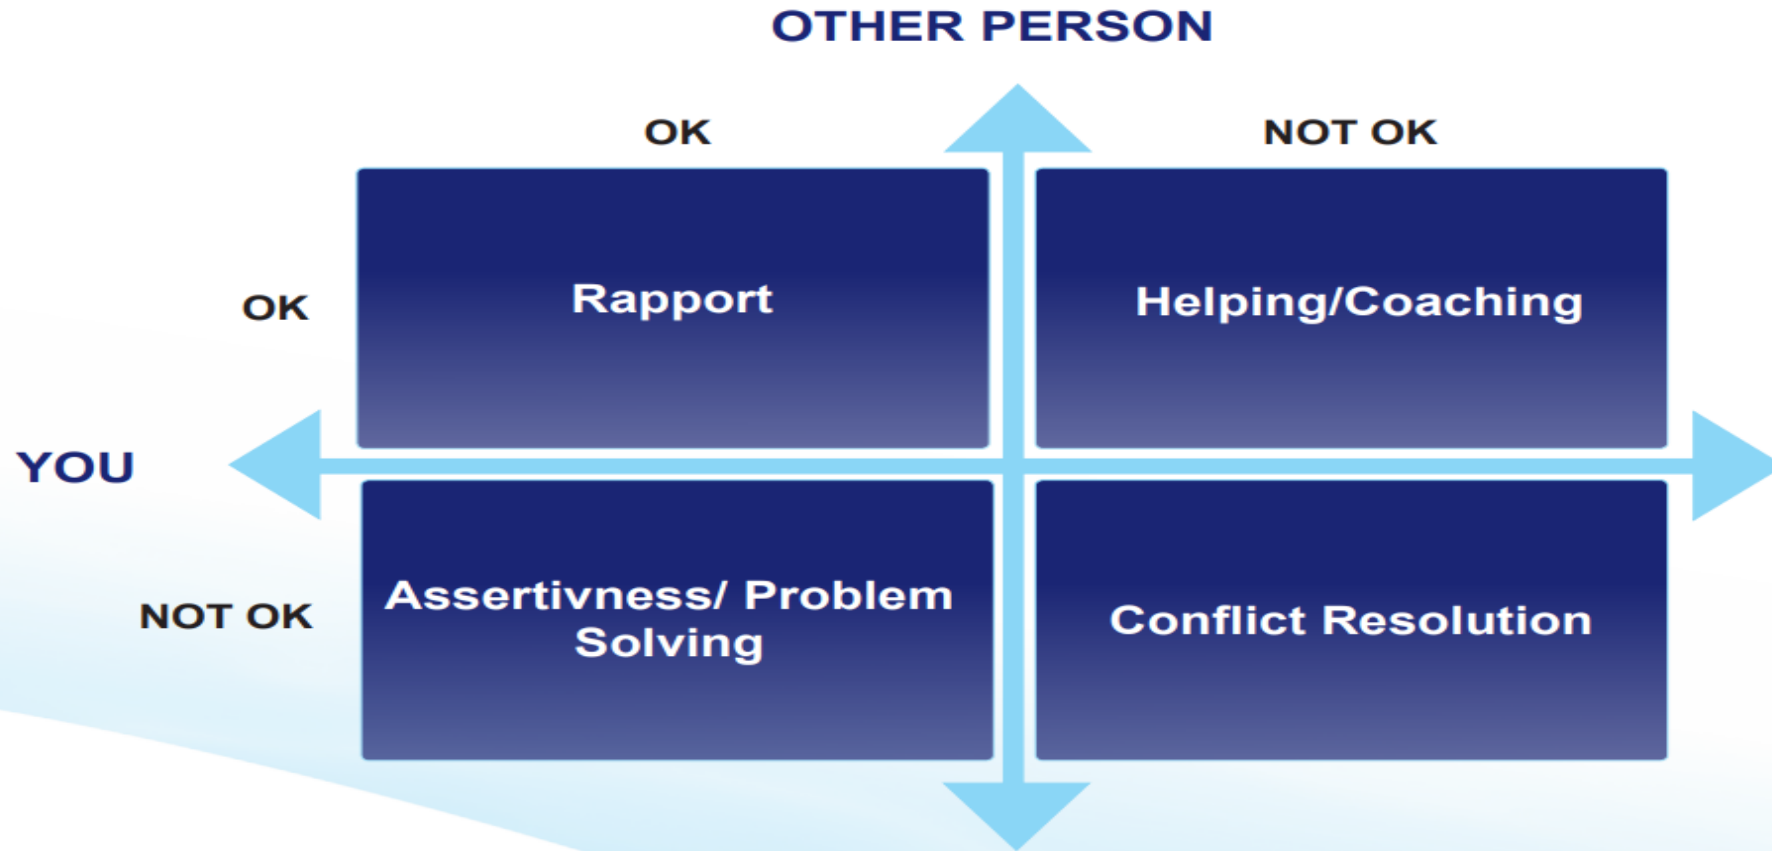 OTHER PERSON
OK
NOT OK
OK
Rapport
Helping/Coaching
YOU
NOT OK
Assertivness/ Problem
Solving
Conflict Resolution